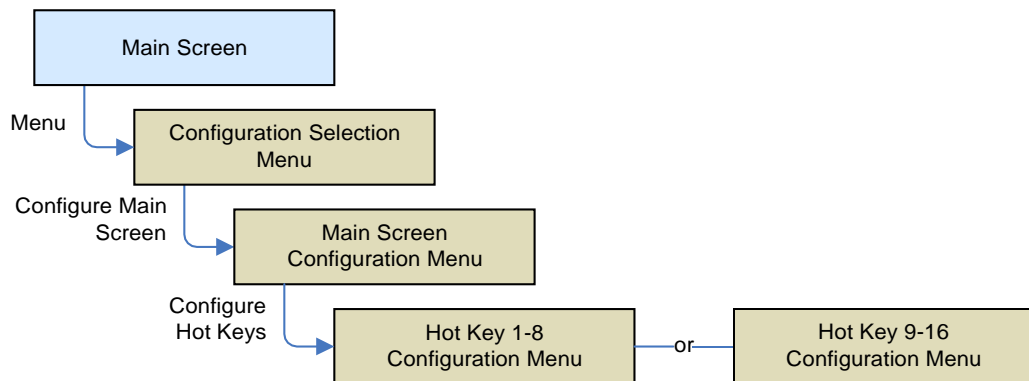 Main Screen
Menu
Configuration Selection
Menu
Configure Main
Screen
Main Screen
Configuration Menu
Configure
Hot Keys
Hot Key 1-8
Configuration Menu
or
Hot Key 9-16
Configuration Menu